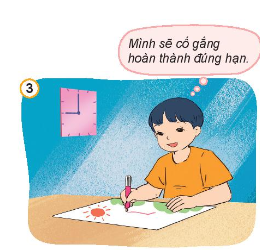 Mình sẽ cố gắng
hoàn thành đúng hạn.
3